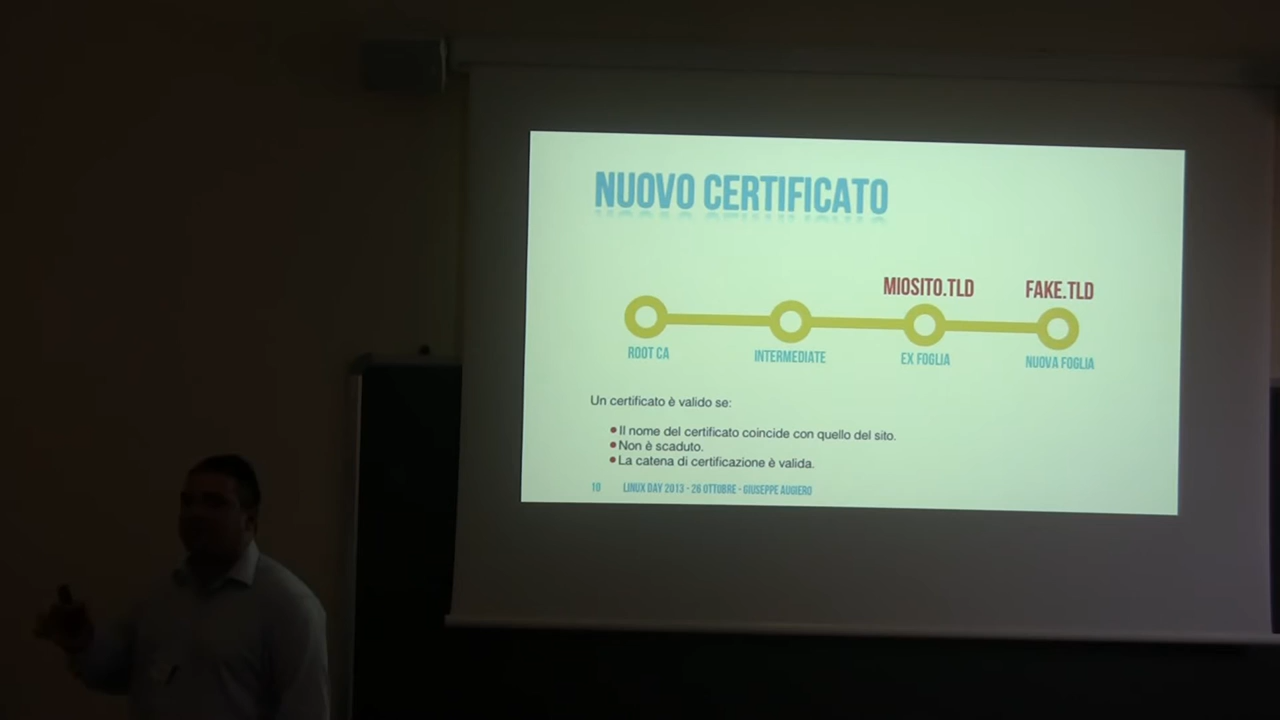 NUOVO CERTIFICATO
MIOSITO.TLD
FAKE.TLD
ROOT CA
INTERMEDIATE
EX FOGLIA
NUOVA FOGLIA
Un certificato è valido se:
Il nome del certificato coincide con quello del sito.
Non è scaduto.
La catena di certificazione è valida.
10 LINUX DAY 2013 - 26 OTTOBRE - GIUSEPPE AUGIERO